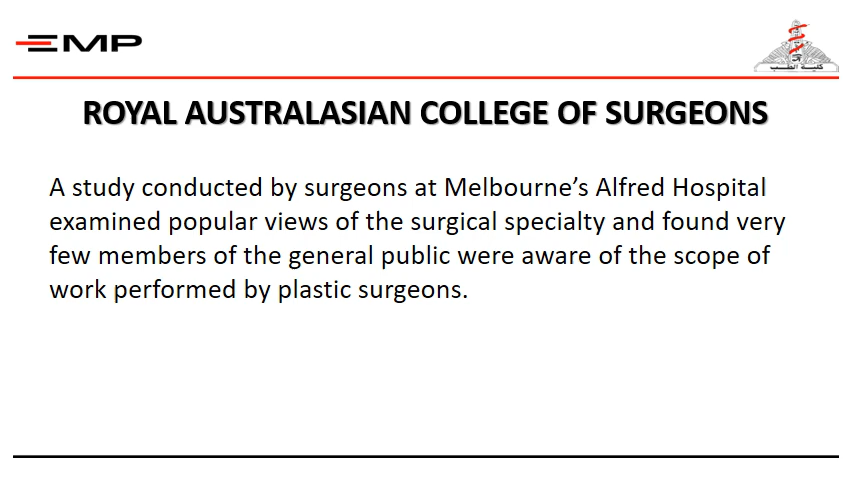 EMP
كلية الطب
ROYAL AUSTRALASIAN COLLEGE OF SURGEONS
A study conducted by surgeons at Melbourne’s Alfred Hospital
examined popular views of the surgical specialty and found very
few members of the general public were aware of the scope of
work performed by plastic surgeons.